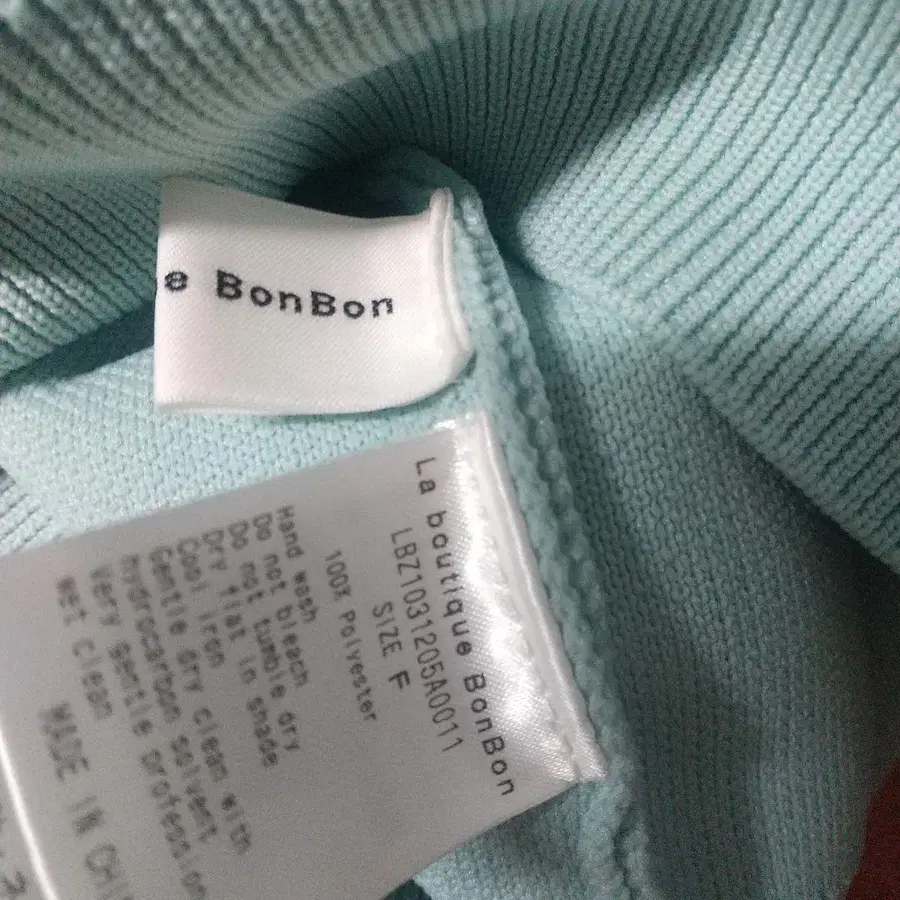 e BonBon
La boutique BonBon
LBZ1031205A0011
SIZE F
100% Polyester
Hand wash
Do not bleach
Do not tumble dry
Dry flat in shade
Cool iron
Gentle dry clean with
hydrocarbon solvent
Very gentle profession
wet clean
MADE IN CHI